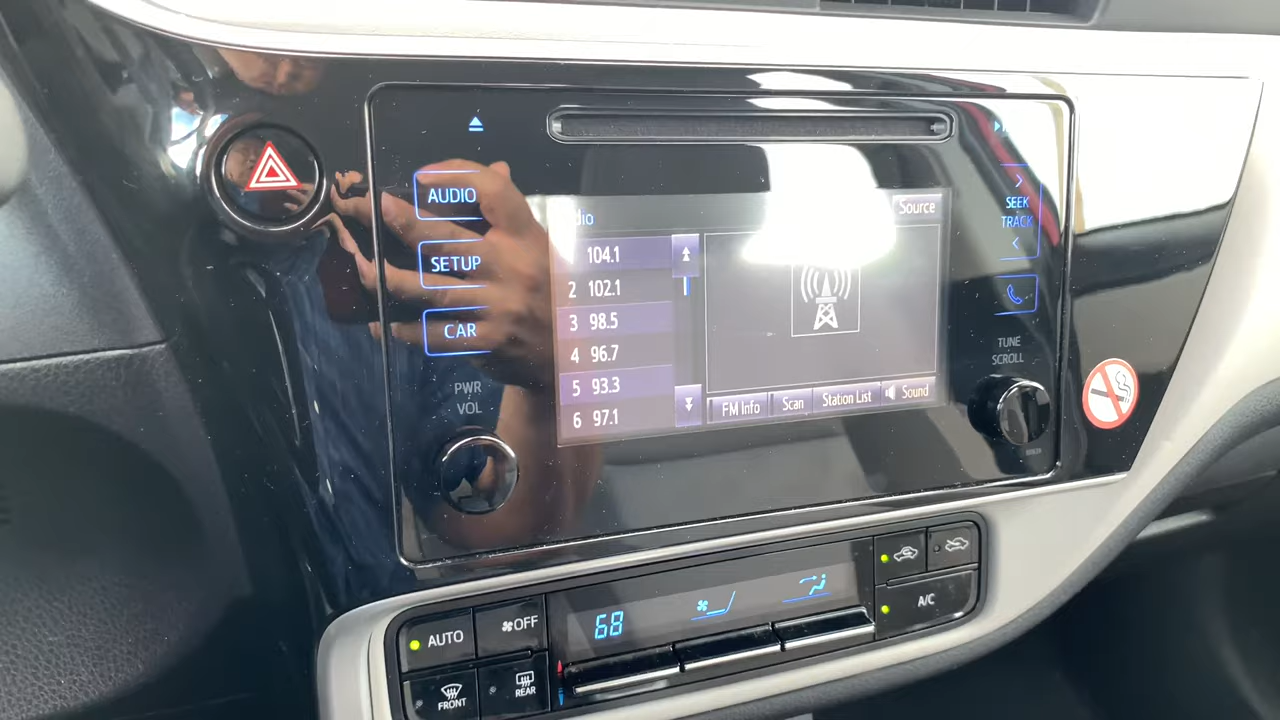 AUDIO
SETUP
CAR
PWR
VOL
dio
Source
104.1
2 102.1
3 98.5
4 96.7
5 93.3
6 97.1
FM Info
Scan
Station List
Sound
SEEK
TRACK
TUNE
SCROLL
AUTO
OFF
FRONT
REAR
68
A/C